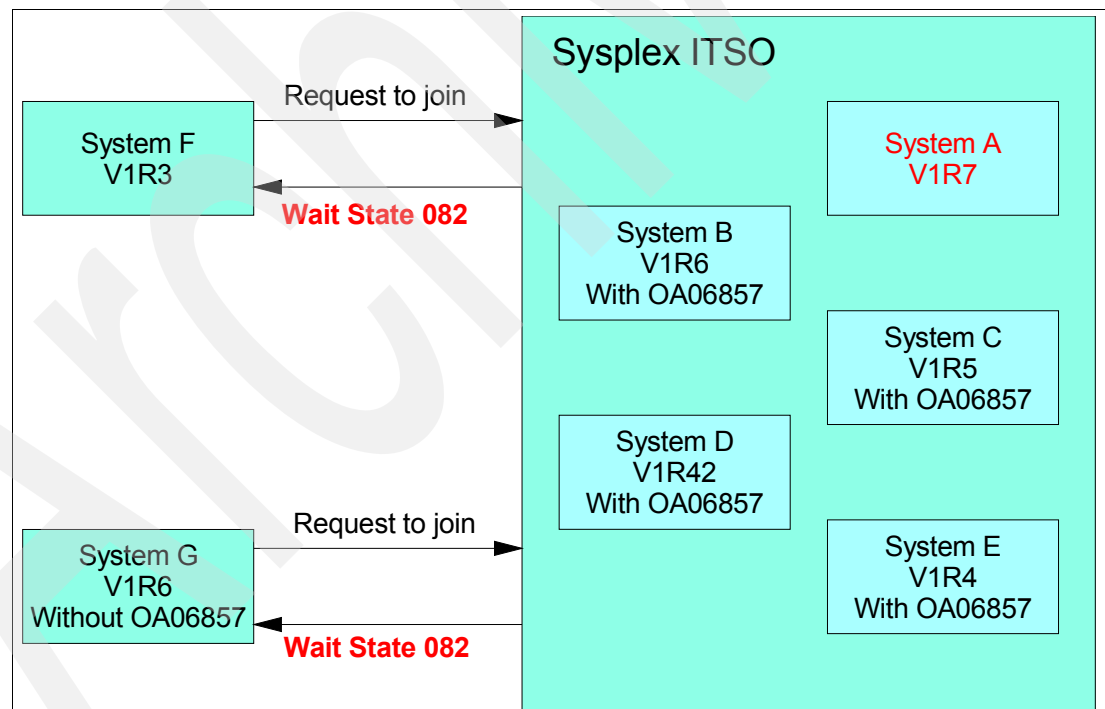 Sysplex ITSO
Request to join
System F
V1R3
Wait State 082
System A
V1R7
System B
V1R6
With OA06857
System C
V1R5
With OA06857
System D
V1R42
With OA06857
Request to join
System G
V1R6
Without OA06857
Wait State 082
System E
V1R4
With OA06857